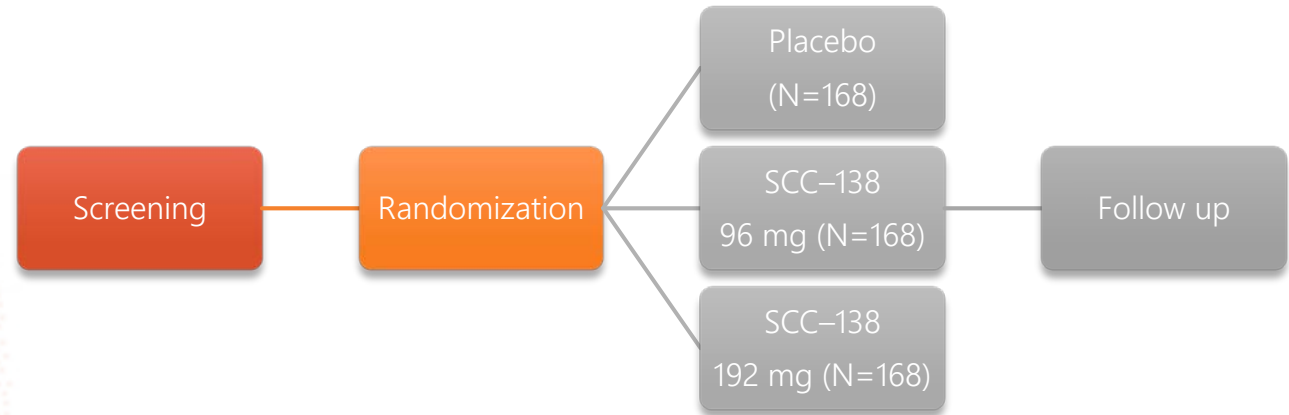 Screening
Randomization
Placebo
(N=168)
SCC–138
96 mg (N=168)
SCC–138
192 mg (N=168)
Follow up